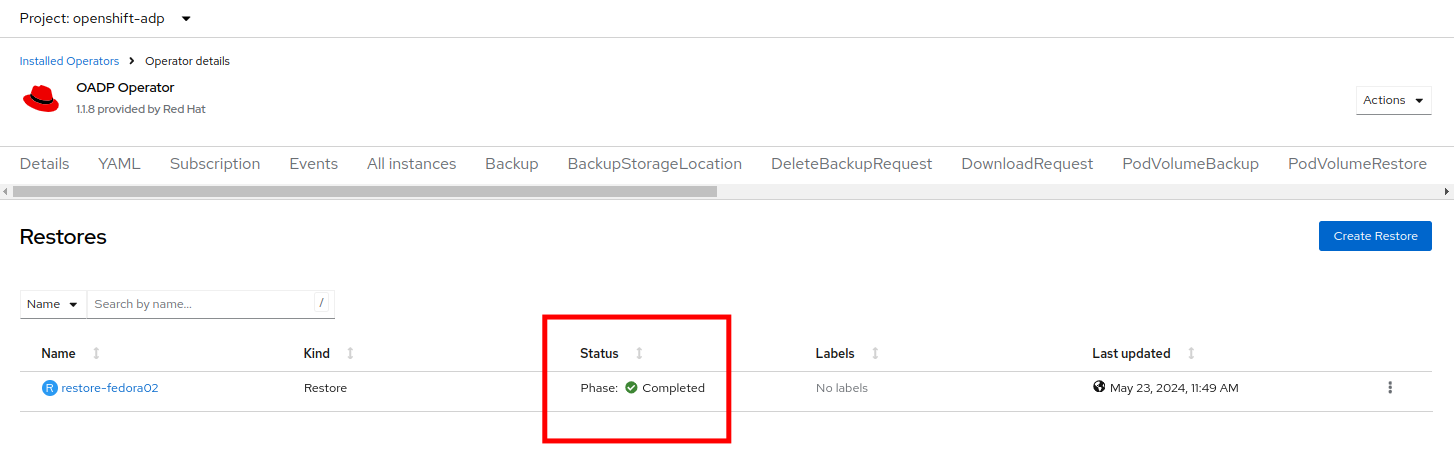 Project: openshift-adp
Installed Operators Operator details
OADP Operator
1.1.8 provided by Red Hat
Actions
Details YAML Subscription Events All instances Backup BackupStorageLocation DeleteBackupRequest DownloadRequest PodVolumeBackup PodVolumeRestore
Restores
Create Restore
Name Search by name... /
Name Kind Status Labels Last updated
R restore-fedora02 Restore Phase: Completed No labels May 23, 2024, 11:49 AM